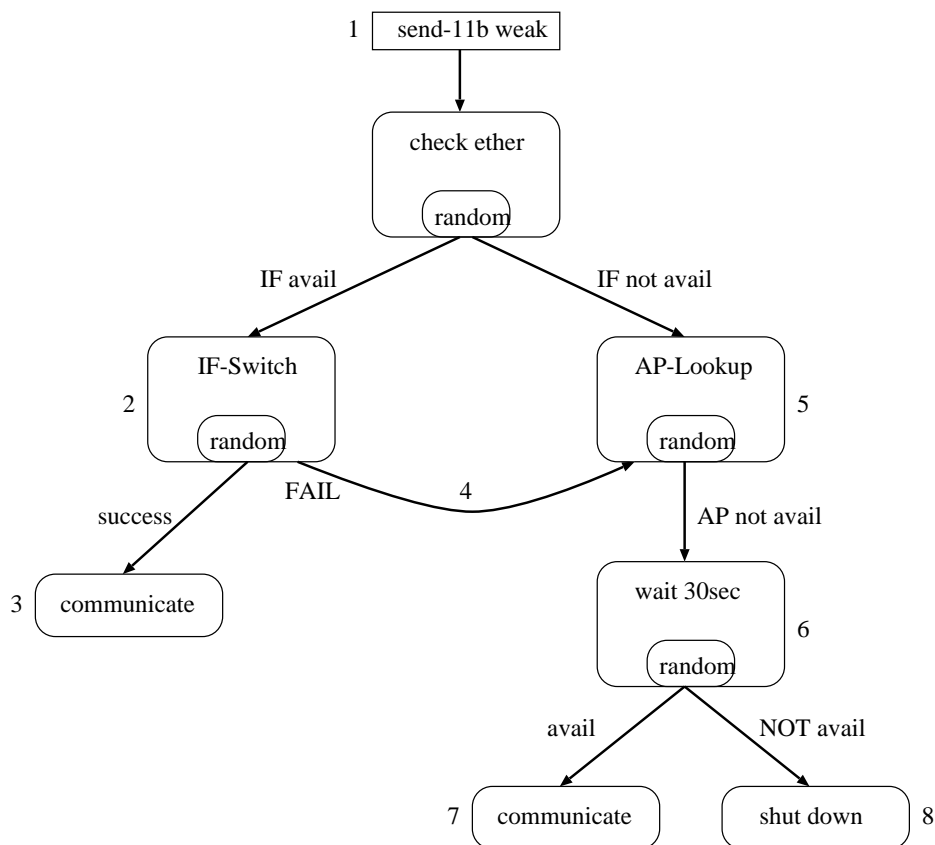 1 send-11b weak
check ether
random
IF avail
IF not avail
IF-Switch
AP-Lookup
2
5
random
random
FAIL
4
success
AP not avail
3 communicate
wait 30sec
6
random
avail
NOT avail
7 communicate
shut down 8